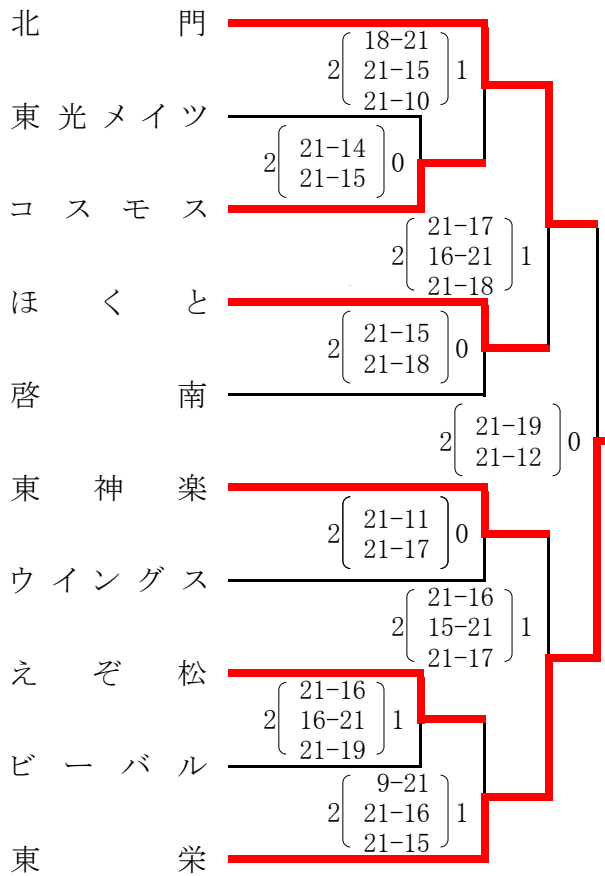 北門
18-21
2 21-15 1
21-10
東光メイツ
2 21-14 0
21-15
コスモス
21-17
2 16-21 1
21-18
ほくと
2 21-15 0
21-18
啓南
2 21-19 0
21-12
東神楽
2 21-11 0
21-17
ウイングス
21-16
2 15-21 1
21-17
えぞ松
21-16
2 16-21 1
21-19
ビーバル
9-21
2 21-16 1
21-15
東栄